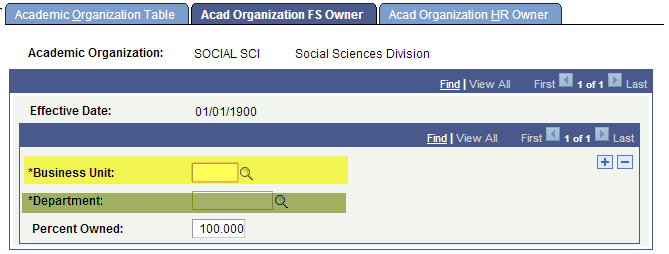 Academic Organization Table Acad Organization FS Owner Acad Organization HR Owner
Academic Organization: SOCIAL SCI Social Sciences Division
Find | View All First 1 of 1 Last
Effective Date: 01/01/1900
Find | View All First 1 of 1 Last
*Business Unit:
*Department:
Percent Owned: 100.000